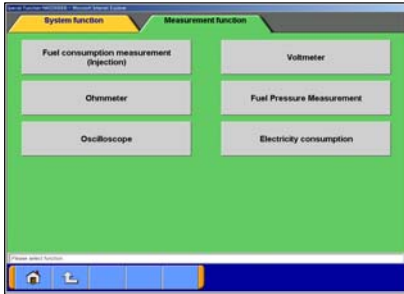 System function
Measurement function
Fuel consumption measurement
(Injection)
Voltmeter
Ohmmeter
Fuel Pressure Measurement
Oscilloscope
Electricity consumption
Please select function